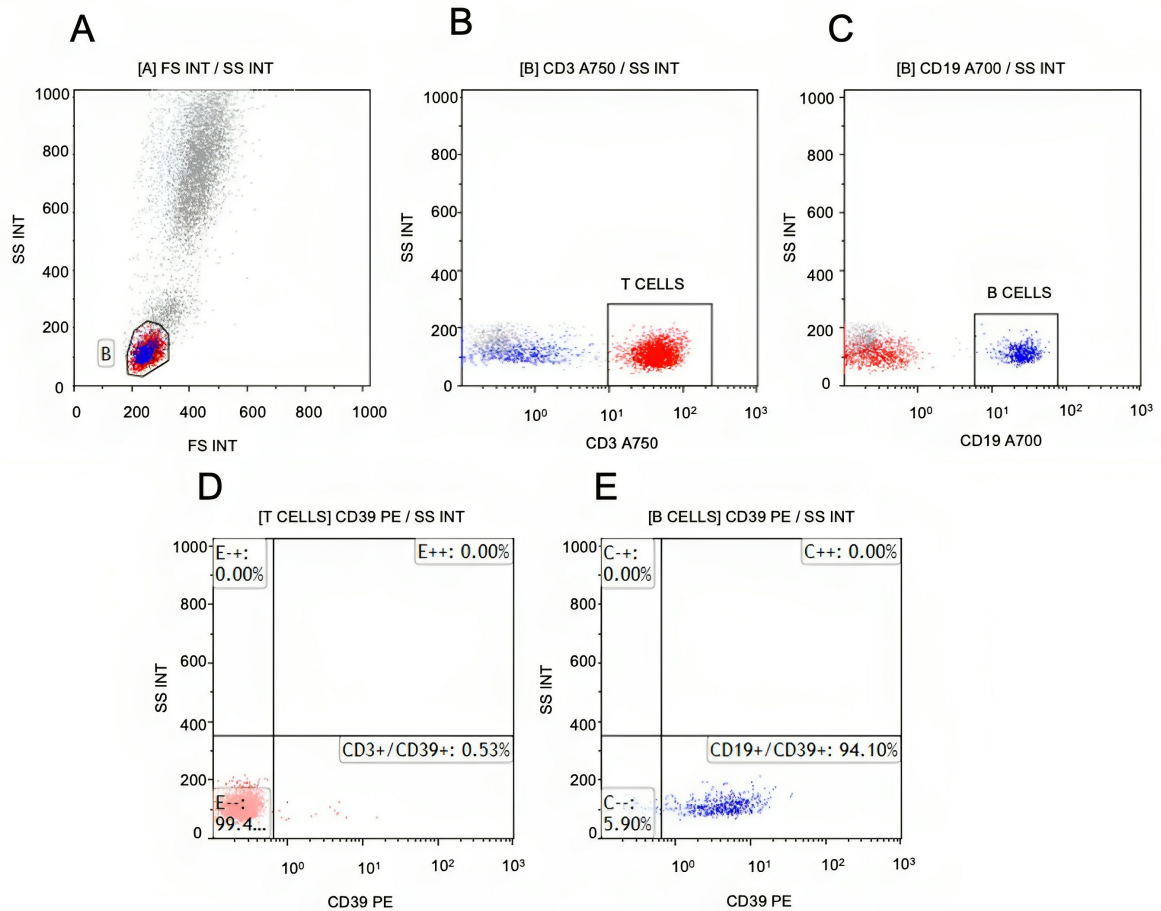 A
B
C
[A] FS INT / SS INT
[B] CD3 A750 / SS INT
[B] CD19 A700 / SS INT
1000
800
600
400
200
0
SS INT
B
0
200
400
600
800
1000
FS INT
1000
800
600
400
200
0
SS INT
T CELLS
10⁰
10¹
10²
10³
CD3 A750
1000
800
600
400
200
0
SS INT
B CELLS
10⁰
10¹
10²
10³
CD19 A700
D
E
[T CELLS] CD39 PE / SS INT
[B CELLS] CD39 PE / SS INT
1000
800
600
400
200
0
SS INT
E-+:
0.00%
E++: 0.00%
CD3+/CD39+: 0.53%
E--:
99.4...
10⁰
10¹
10²
10³
CD39 PE
1000
800
600
400
200
0
SS INT
C-+:
0.00%
C++: 0.00%
CD19+/CD39+: 94.10%
C--:
5.90%
10⁰
10¹
10²
10³
CD39 PE